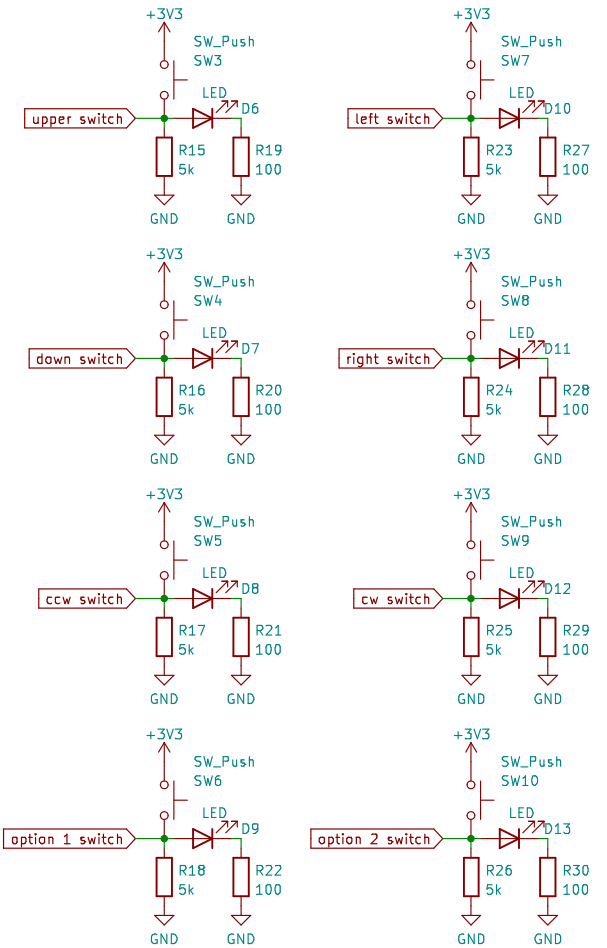 +3V3
SW_Push
SW3
LED
D6
upper switch
R15
5k
R19
100
GND
GND
+3V3
SW_Push
SW7
LED
D10
left switch
R23
5k
R27
100
GND
GND
+3V3
SW_Push
SW4
LED
D7
down switch
R16
5k
R20
100
GND
GND
+3V3
SW_Push
SW8
LED
D11
right switch
R24
5k
R28
100
GND
GND
+3V3
SW_Push
SW5
LED
D8
ccw switch
R17
5k
R21
100
GND
GND
+3V3
SW_Push
SW9
LED
D12
cw switch
R25
5k
R29
100
GND
GND
+3V3
SW_Push
SW6
LED
D9
option 1 switch
R18
5k
R22
100
GND
GND
+3V3
SW_Push
SW10
LED
D13
option 2 switch
R26
5k
R30
100
GND
GND